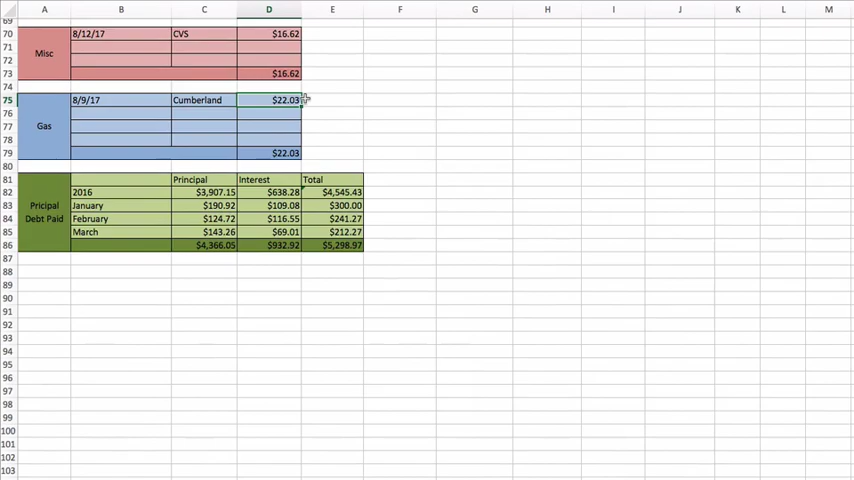 A B C D E F G H I J K L M
69
70 8/12/17 CVS $16.62
71
Misc
72
73 $16.62
74
75 8/9/17 Cumberland $22.03
76
77
Gas
78
79 $22.03
80
81 Principal Interest Total
82 2016 $3,907.15 $638.28 $4,545.43
83 Pricipal January $190.92 $109.08 $300.00
84 Debt Paid February $124.72 $116.55 $241.27
85 March $143.26 $69.01 $212.27
86 $4,366.05 $932.92 $5,298.97
87
88
89
90
91
92
93
94
95
96
97
98
99
100
101
102
103